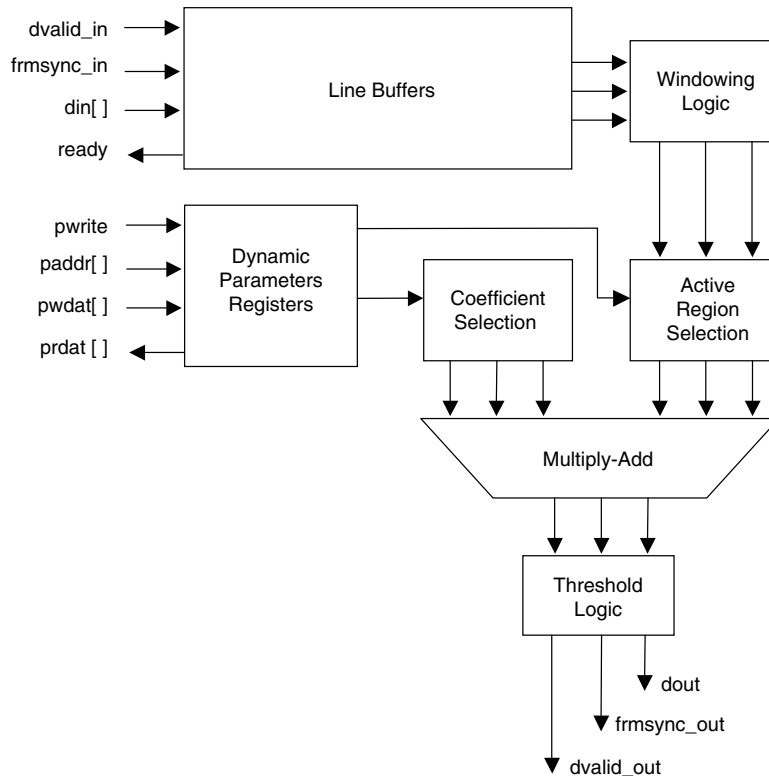 dvalid_in
frmsync_in
din[ ]
ready
Line Buffers
Windowing
Logic
pwrite
paddr[ ]
pwdat[ ]
prdat [ ]
Dynamic
Parameters
Registers
Coefficient
Selection
Active
Region
Selection
Multiply-Add
Threshold
Logic
dout
frmsync_out
dvalid_out